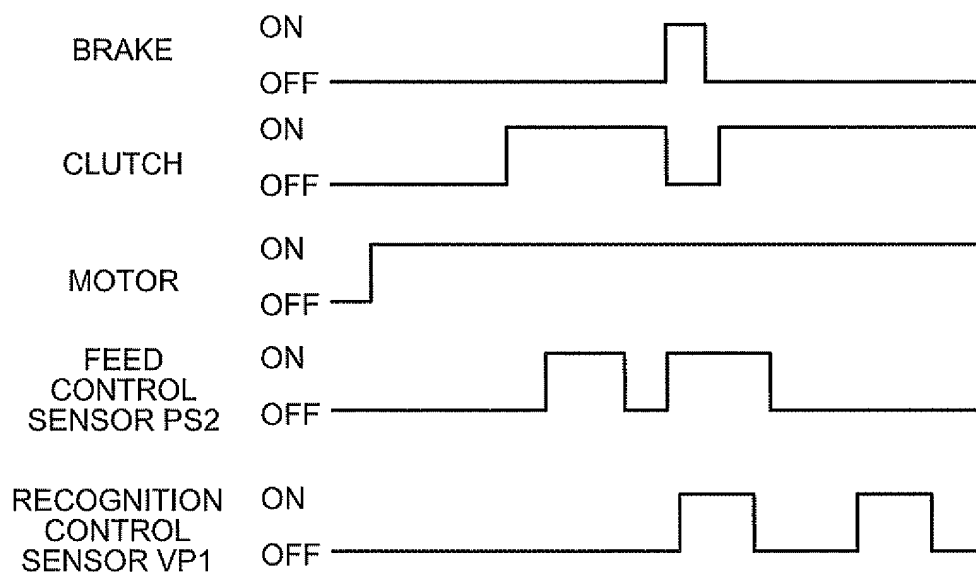 BRAKE
ON
OFF
CLUTCH
ON
OFF
MOTOR
ON
OFF
FEED
CONTROL
SENSOR PS2
ON
OFF
RECOGNITION
CONTROL
SENSOR VP1
ON
OFF